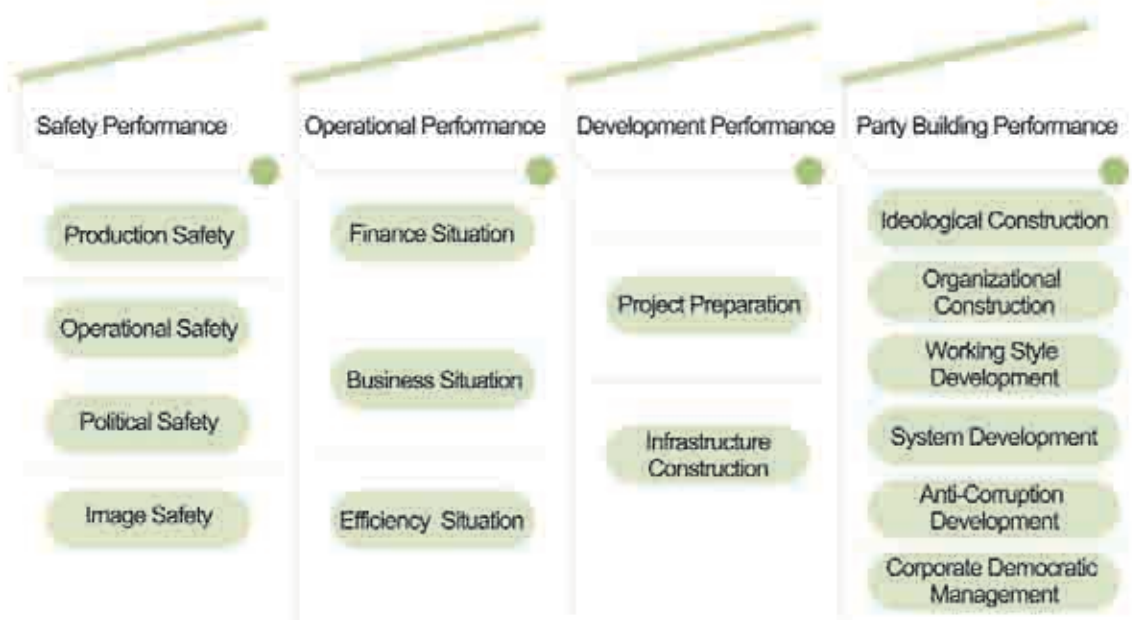 Safety Performance
Production Safety
Operational Safety
Political Safety
Image Safety
Operational Performance
Finance Situation
Business Situation
Efficiency Situation
Development Performance
Project Preparation
Infrastructure
Construction
Party Building Performance
Ideological Construction
Organizational
Construction
Working Style
Development
System Development
Anti-Corruption
Development
Corporate Democratic
Management